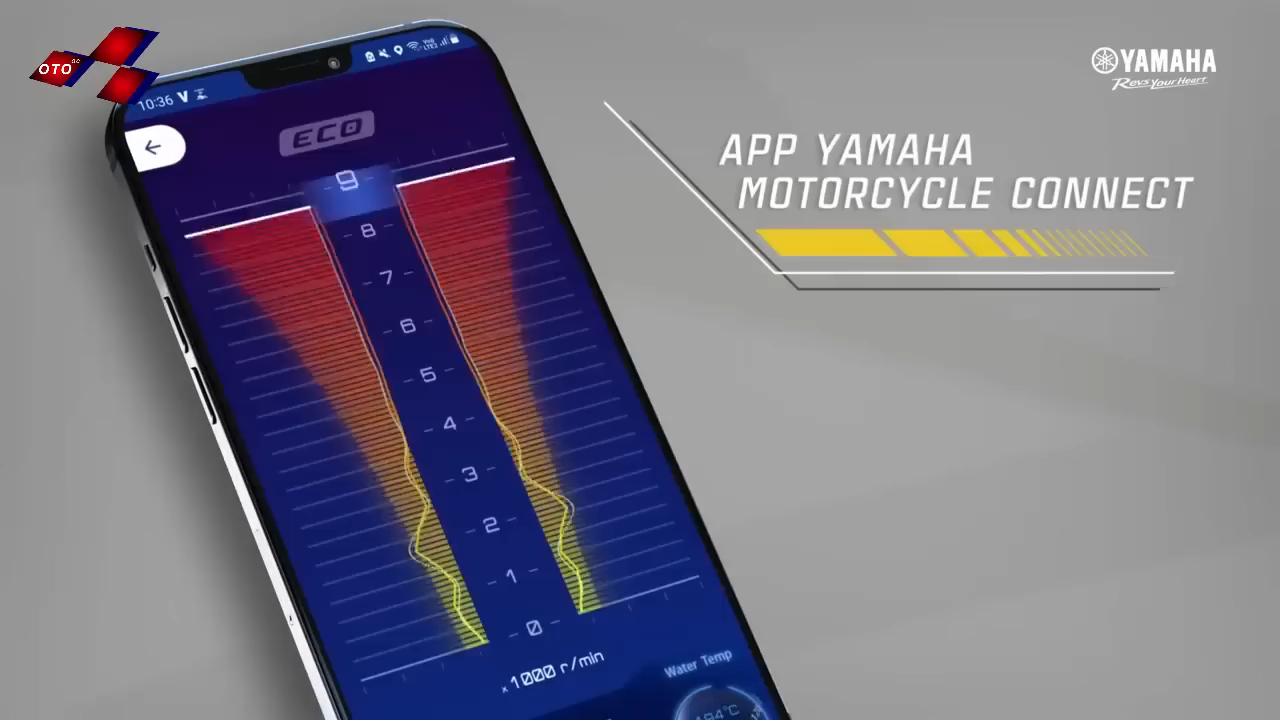 OTO
10:36
YAMAHA
Revs Your Heart
APP YAMAHA
MOTORCYCLE CONNECT
ECO
9
8
7
6
5
4
3
2
1
0
x1000 r/min
Water Temp